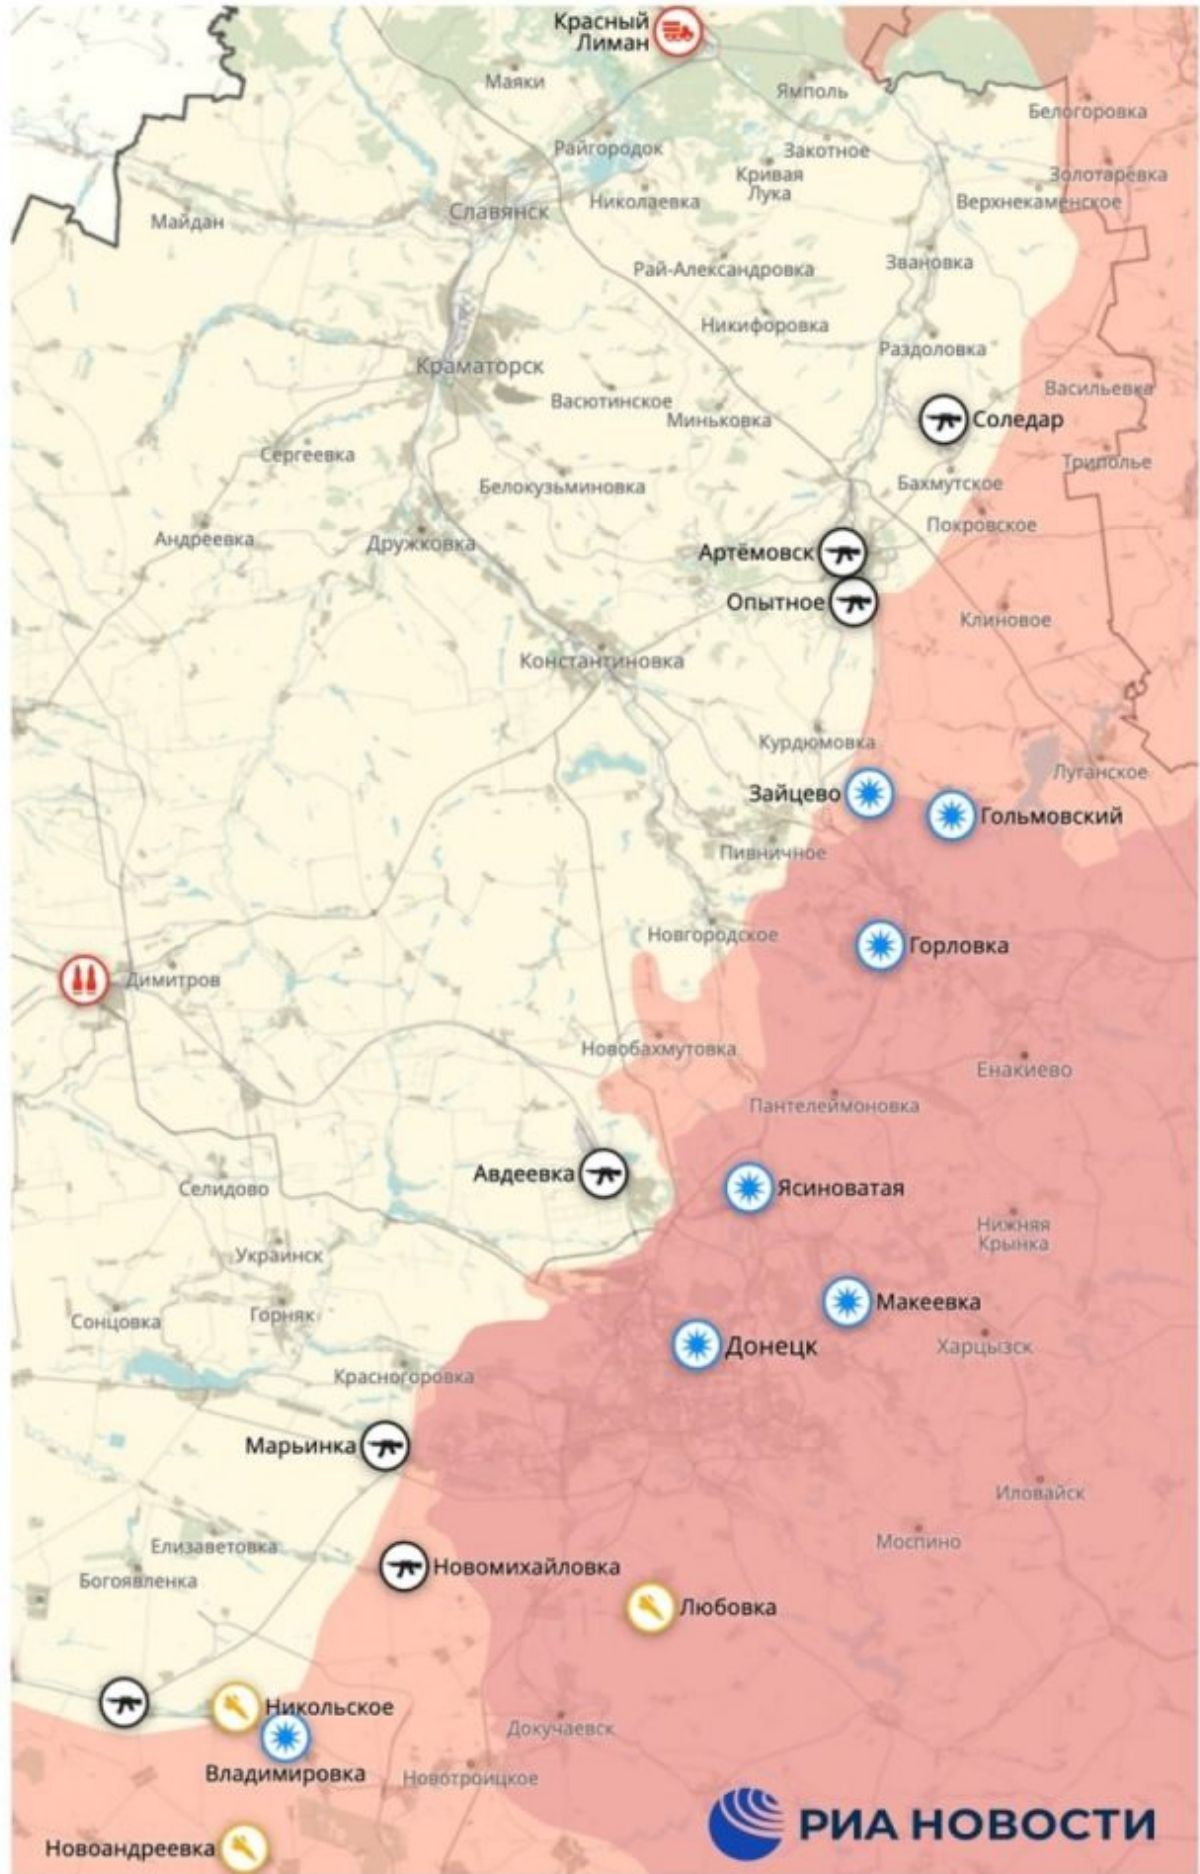 Красный
Лиман
Маяки
Ямполь
Белогоровка
Райгородок
Закотное
Кривая
Лука
Золотарёвка
Николаевка
Верхнекаменское
Славянск
Майдан
Рай-Александровка
Звановка
Никифоровка
Раздоловка
Краматорск
Васильевка
Васютинское
Миньковка
Соледар
Сергеевка
Триполье
Белокузьминовка
Бахмутское
Покровское
Андреевка
Дружковка
Артёмовск
Опытное
Клиновое
Константиновка
Курдюмовка
Луганское
Зайцево
Гольмовский
Пивничное
Новгородское
Горловка
Димитров
Новобахмутовка
Енакиево
Пантелеймоновка
Авдеевка
Ясиноватая
Селидово
Нижняя
Крынка
Украинск
Макеевка
Горняк
Сонцовка
Донецк
Харцызск
Красногоровка
Марьинка
Иловайск
Моспино
Елизаветовка
Новомихайловка
Богоявленка
Любовка
Никольское
Докучаевск
Владимировка
Новотроицкое
РИА НОВОСТИ
Новоандреевка